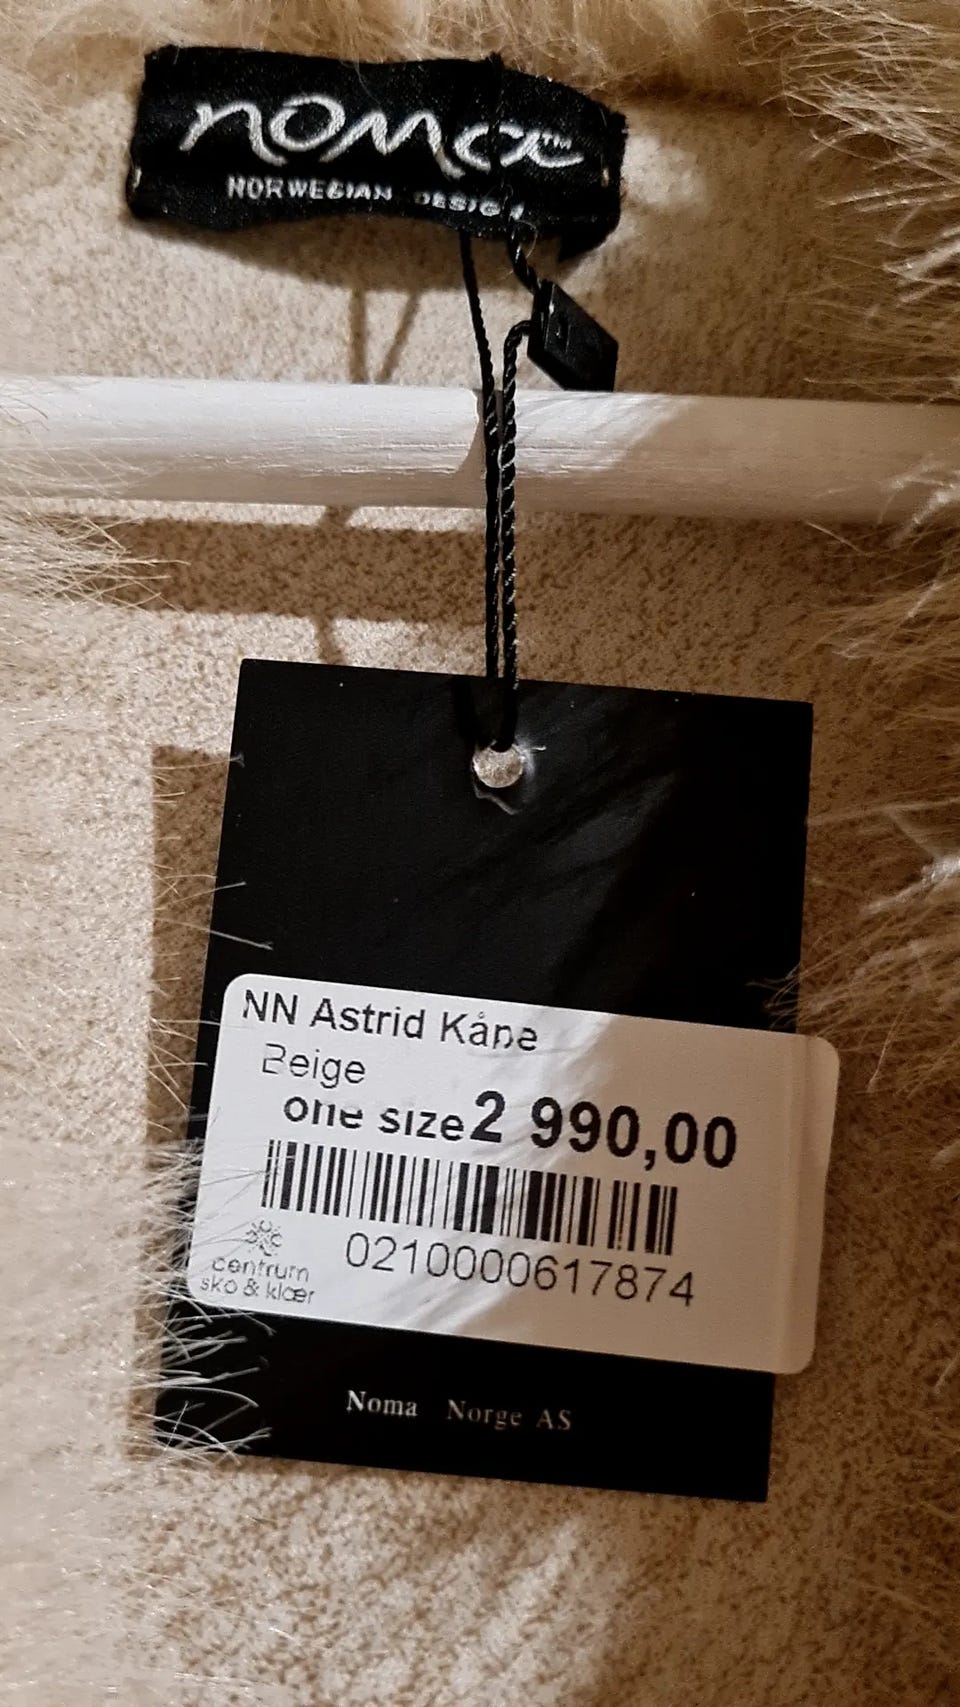 noma™
NORWEGIAN DESIGN
NN Astrid Kåpe
Beige
one size 2 990,00
0210000617874
centrum
sko & klær
Noma Norge AS